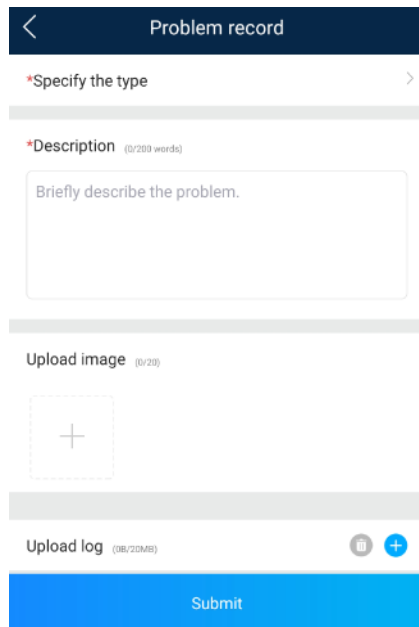 Problem record
*Specify the type
*Description (0/200 words)
Briefly describe the problem.
Upload image (0/20)
Upload log (0B/20MB)
Submit